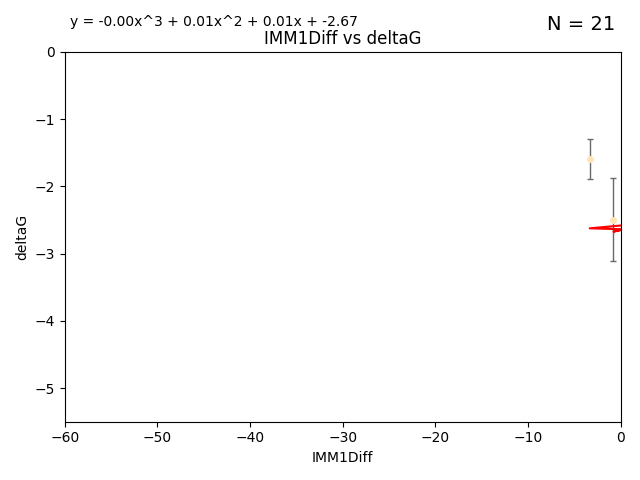 y = -0.00x^3 + 0.01x^2 + 0.01x + -2.67
N = 21
IMM1Diff vs deltaG
0
−1
−2
−3
−4
−5
deltaG
−60 −50 −40 −30 −20 −10 0
IMM1Diff